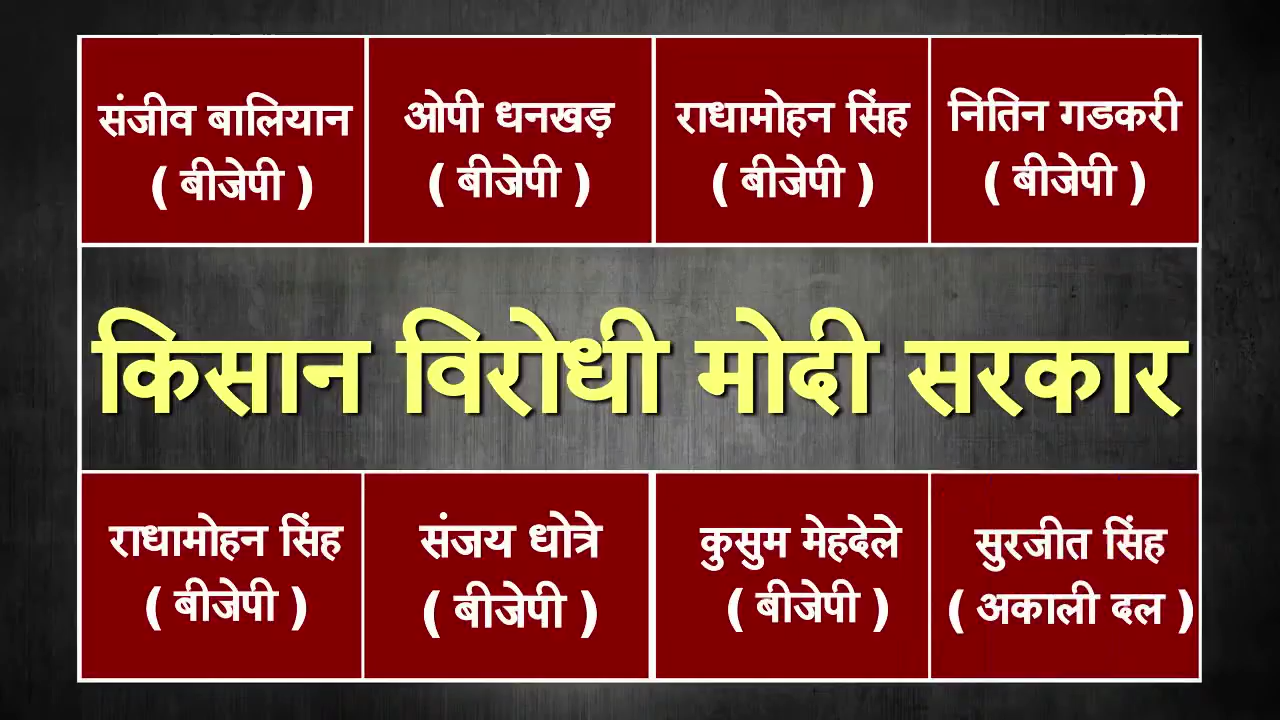 संजीव बालियान
( बीजेपी )
ओपी धनखड़
( बीजेपी )
राधामोहन सिंह
( बीजेपी )
नितिन गडकरी
( बीजेपी )
किसान विरोधी मोदी सरकार
राधामोहन सिंह
( बीजेपी )
संजय धोत्रे
( बीजेपी )
कुसुम मेहदेले
( बीजेपी )
सुरजीत सिंह
( अकाली दल )